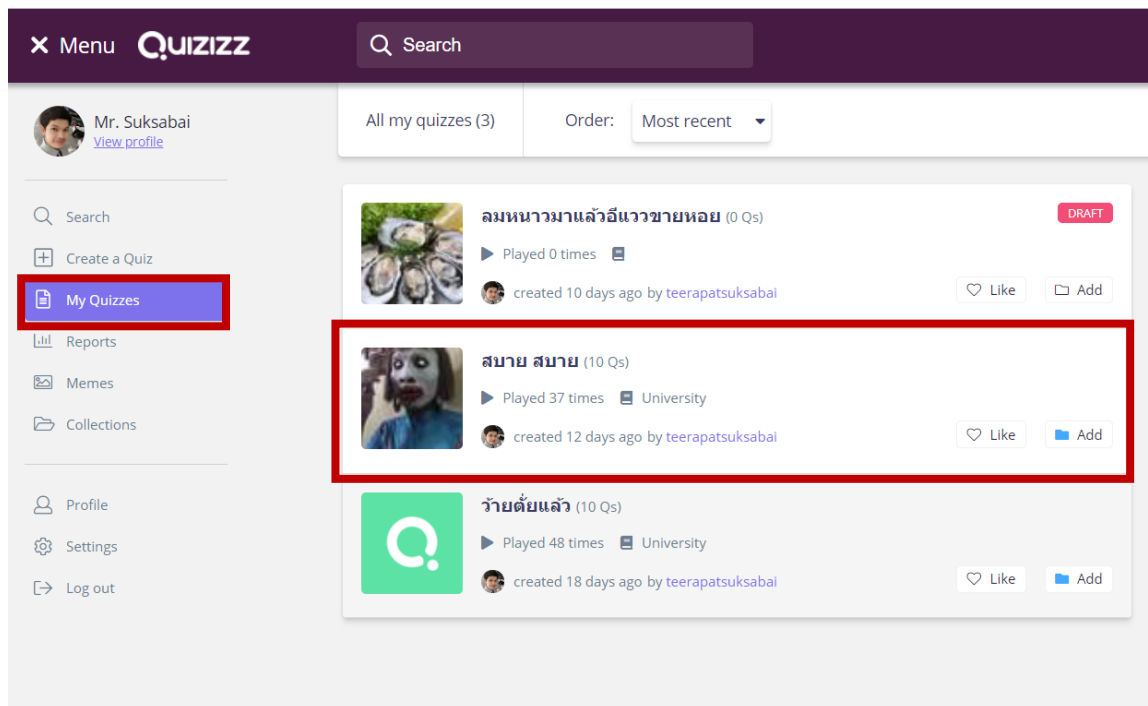 Menu QUIZIZZ Search
Mr. Suksabai
View profile
Search
Create a Quiz
My Quizzes
Reports
Memes
Collections
Profile
Settings
Log out
All my quizzes (3) Order: Most recent
ลมหนาวมาแล้วอีแววขายหอย (0 Qs) DRAFT
Played 0 times
created 10 days ago by teerapatsuksabai Like Add
สบาย สบาย (10 Qs)
Played 37 times University
created 12 days ago by teerapatsuksabai Like Add
ว้ายตั่ยแล้ว (10 Qs)
Played 48 times University
created 18 days ago by teerapatsuksabai Like Add